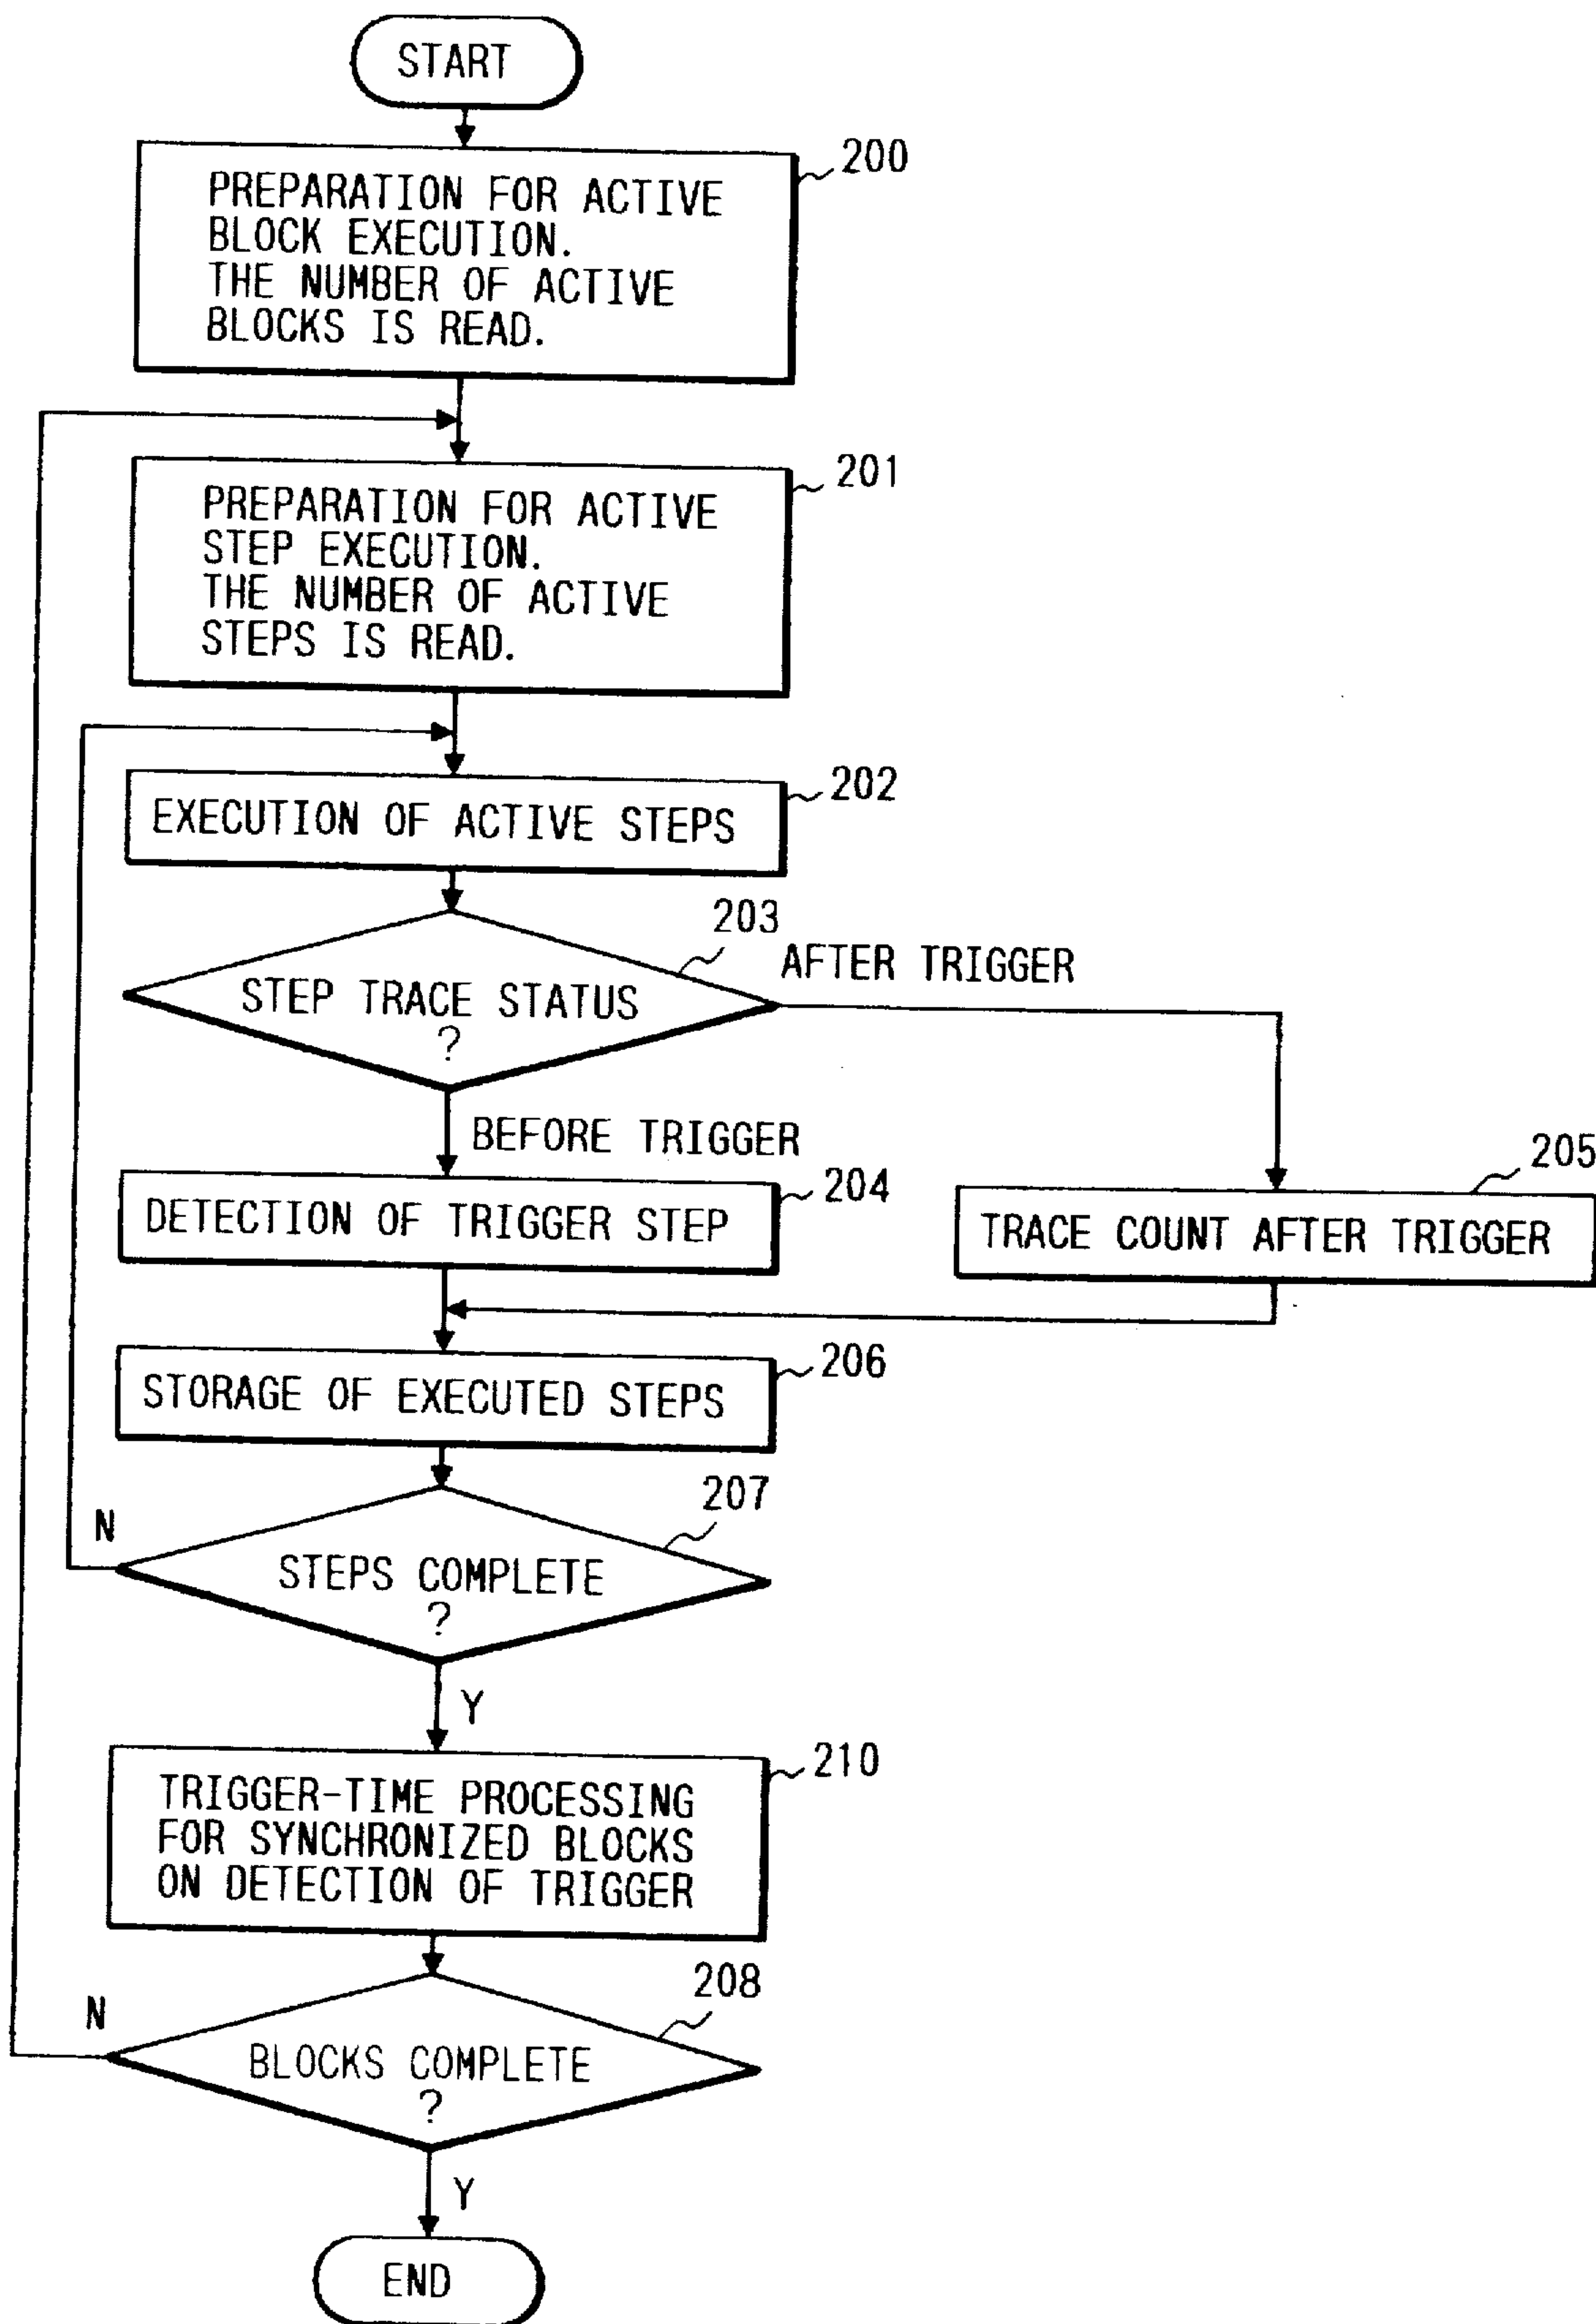 START
200
PREPARATION FOR ACTIVE
BLOCK EXECUTION.
THE NUMBER OF ACTIVE
BLOCKS IS READ.
201
PREPARATION FOR ACTIVE
STEP EXECUTION.
THE NUMBER OF ACTIVE
STEPS IS READ.
202
EXECUTION OF ACTIVE STEPS
203
AFTER TRIGGER
STEP TRACE STATUS
?
BEFORE TRIGGER
204
DETECTION OF TRIGGER STEP
205
TRACE COUNT AFTER TRIGGER
206
STORAGE OF EXECUTED STEPS
207
N
STEPS COMPLETE
?
Y
210
TRIGGER-TIME PROCESSING
FOR SYNCHRONIZED BLOCKS
ON DETECTION OF TRIGGER
208
N
BLOCKS COMPLETE
?
Y
END